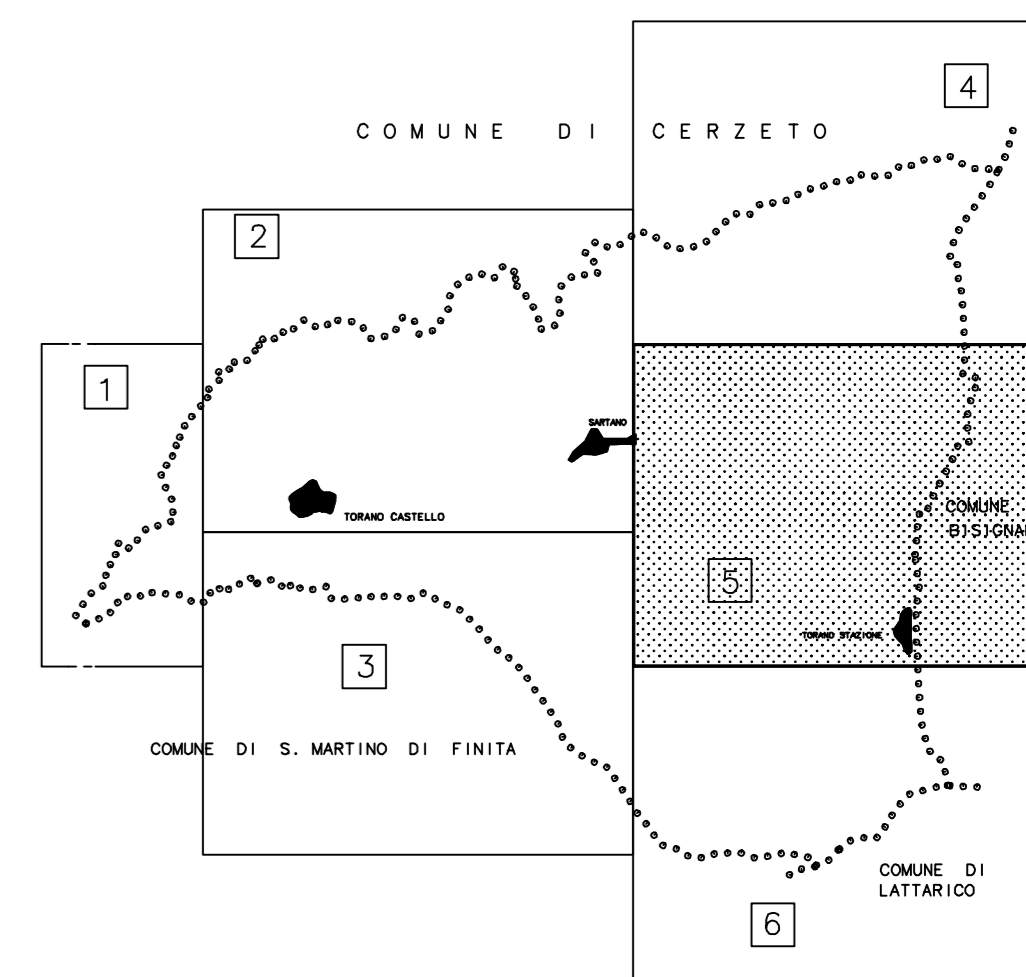 4
COMUNE DI CERZETO
2
1
SARTANO
TORANO CASTELLO
COMUNE
5
TORANO STAZIONE
3
COMUNE DI S. MARTINO DI FINITA
COMUNE DI
LATTARICO
6